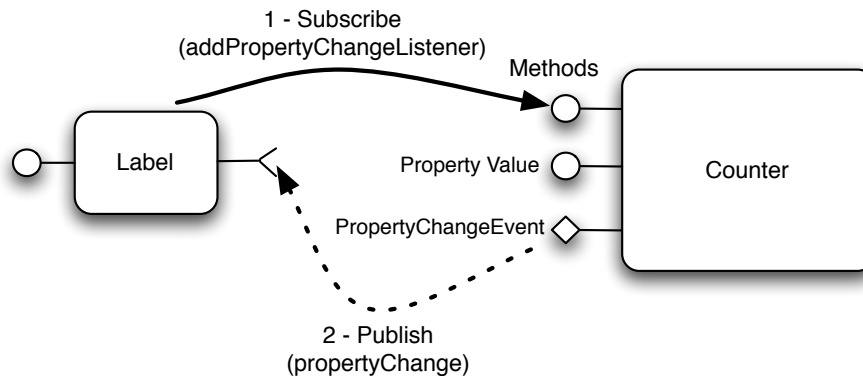 1 - Subscribe
(addPropertyChangeListener)
Methods
Label
Property Value
Counter
PropertyChangeEvent
2 - Publish
(propertyChange)